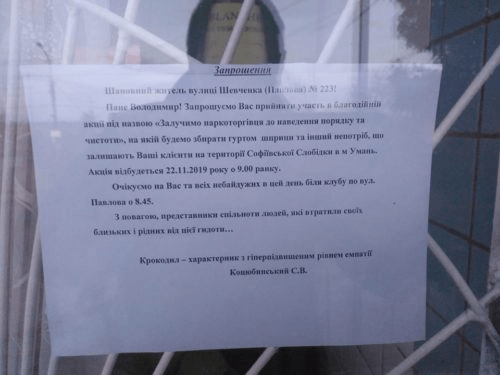 BLANCHE
Запрошення
Шановний житель вулиці Шевченка (Павлова) № 223!
Пане Володимир! Запрошуємо Вас прийняти участь в благодійній
акції під назвою «Залучимо наркоторгівця до наведення порядку та
чистоти», на якій будемо збирати гуртом шприци та інший непотріб, що
залишають Ваші клієнти на території Софіївської Слобідки в м Умань.
Акція відбудеться 22.11.2019 року о 9.00 ранку.
Очікуємо на Вас та всіх небайдужих в цей день біля клубу по вул.
Павлова о 8.45.
З повагою, представники спільноти людей, які втратили своїх
близьких і рідних від цієї гидоти…
Крокодил – характерник з гіперпідвищеним рівнем емпатії
Коцюбинський С.В.